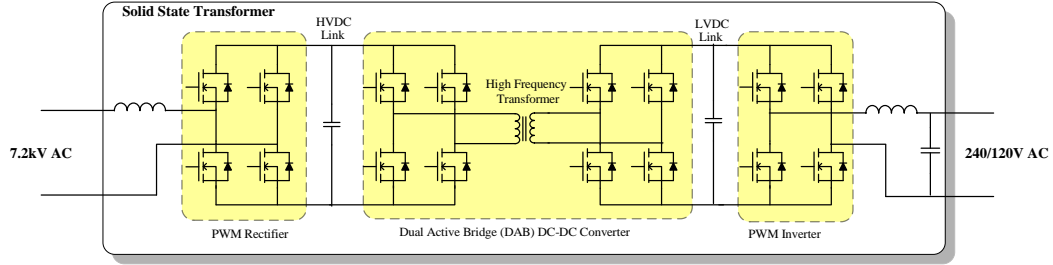 Solid State Transformer
HVDC
Link
LVDC
Link
High Frequency
Transformer
7.2kV AC
240/120V AC
PWM Rectifier
Dual Active Bridge (DAB) DC-DC Converter
PWM Inverter